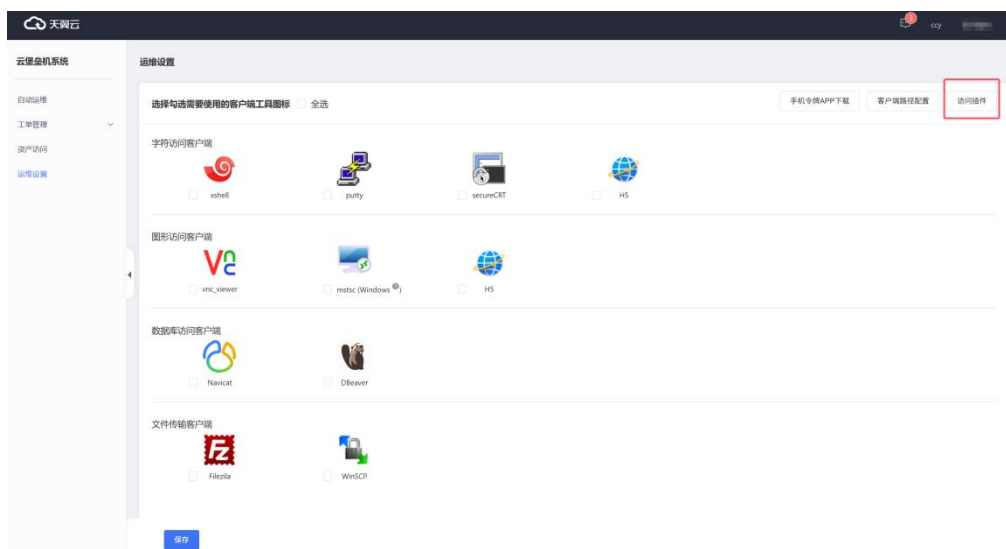 天翼云
3
ccy
云堡垒机系统
运维设置
自动运维
工单管理
资产访问
运维设置
选择勾选需要使用的客户端工具图标 全选
手机令牌APP下载 客户端路径配置 访问插件
字符访问客户端
xshell putty secureCRT H5
图形访问客户端
vnc_viewer mstsc (Windows ) H5
数据库访问客户端
Navicat DBeaver
文件传输客户端
Filezila WinSCP
保存